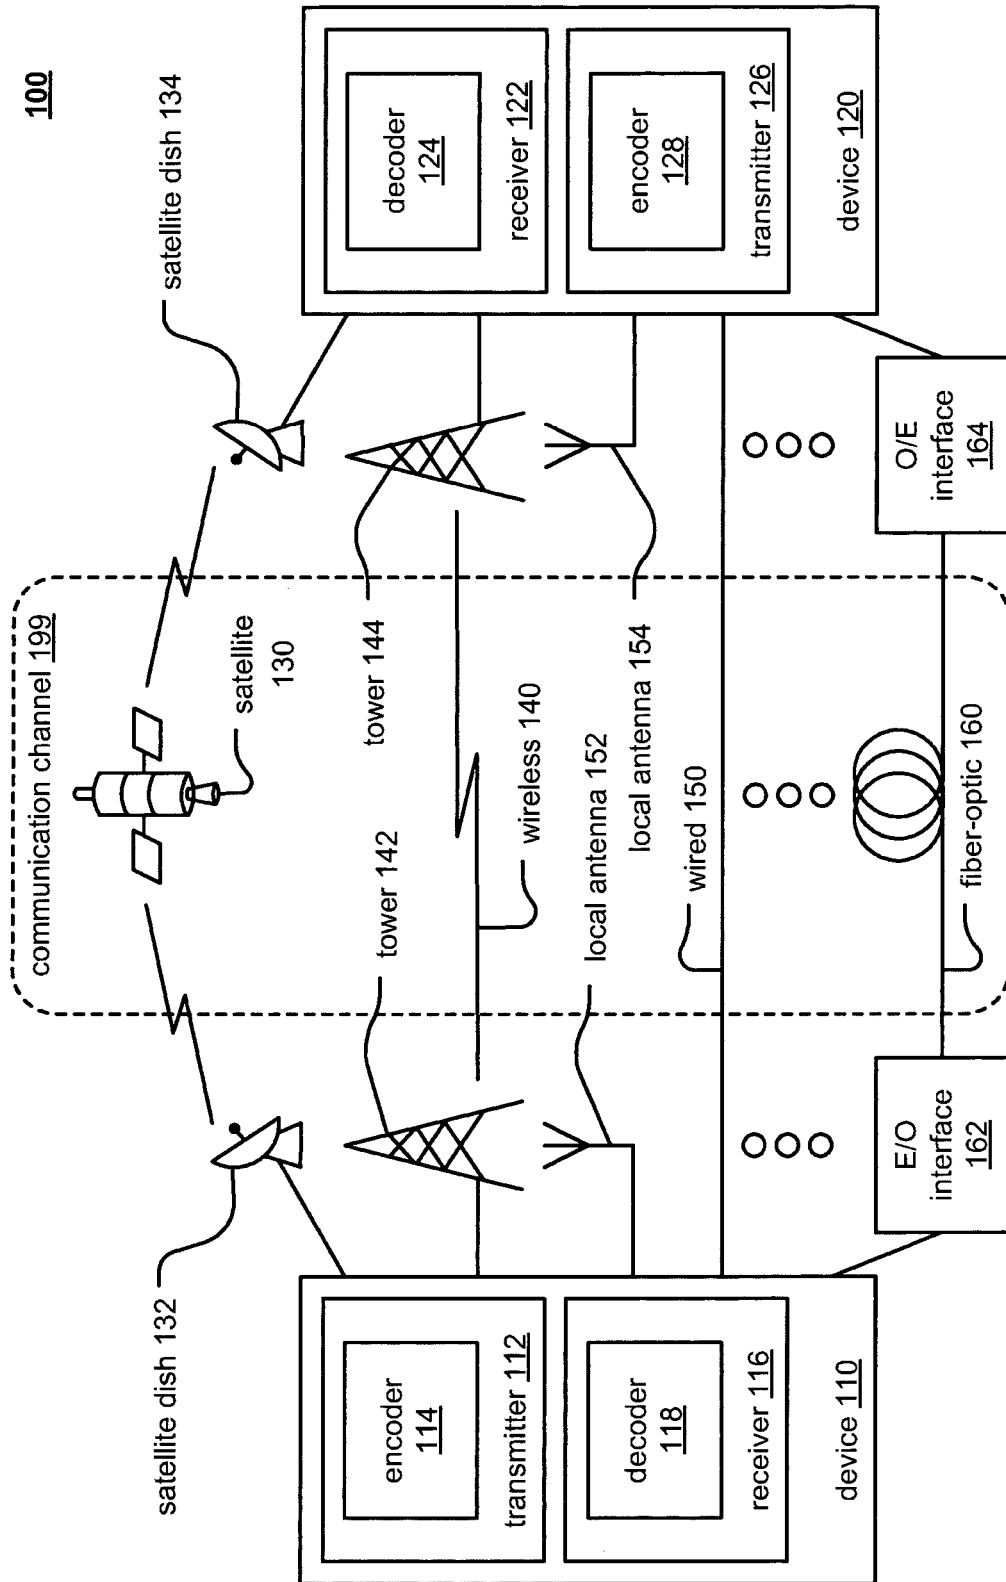 100
communication channel 199
satellite dish 132
satellite
130
satellite dish 134
tower 142
tower 144
wireless 140
local antenna 152
local antenna 154
wired 150
fiber-optic 160
encoder
114
transmitter 112
decoder
118
receiver 116
device 110
decoder
124
receiver 122
encoder
128
transmitter 126
device 120
E/O
interface
162
O/E
interface
164